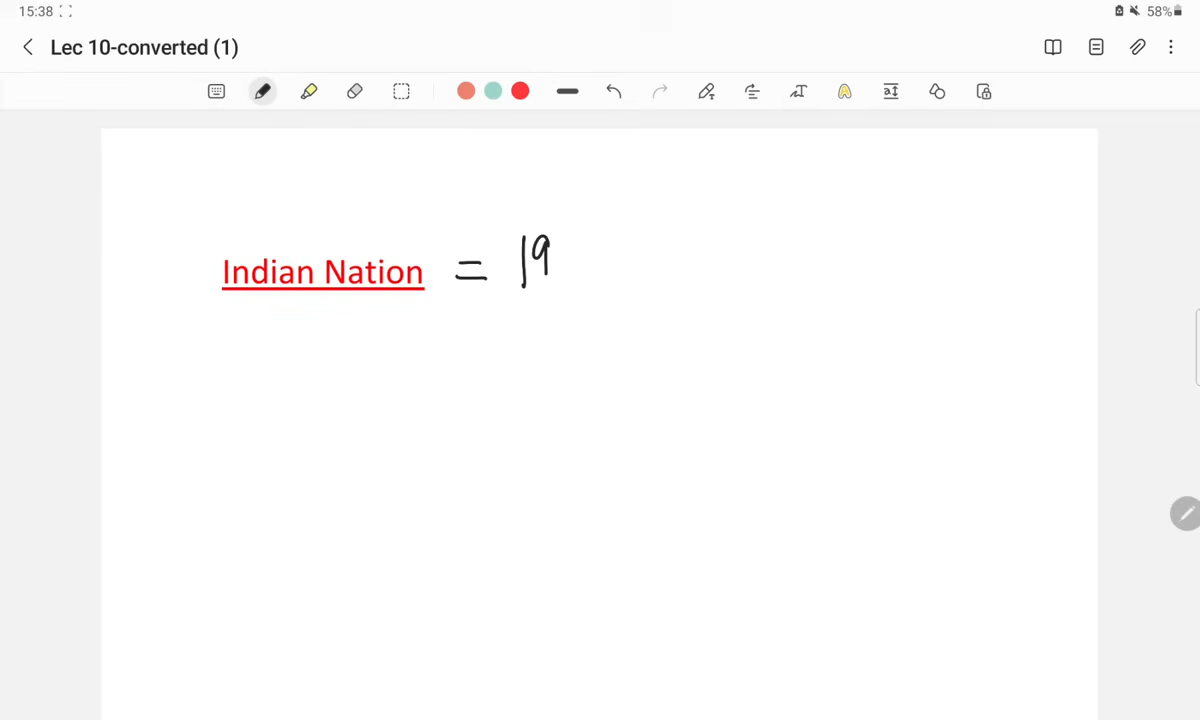 15:38 58%
Lec 10-converted (1)
Indian Nation = 19